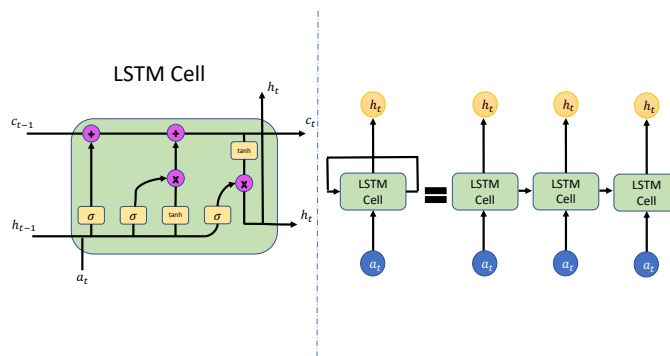 LSTM Cell
h_t
c_{t-1}
+
+
c_t
tanh
x
x
σ
σ
tanh
σ
h_{t-1}
h_t
a_t
h_t
h_t
h_t
h_t
LSTM
Cell
=
LSTM
Cell
LSTM
Cell
LSTM
Cell
a_t
a_t
a_t
a_t